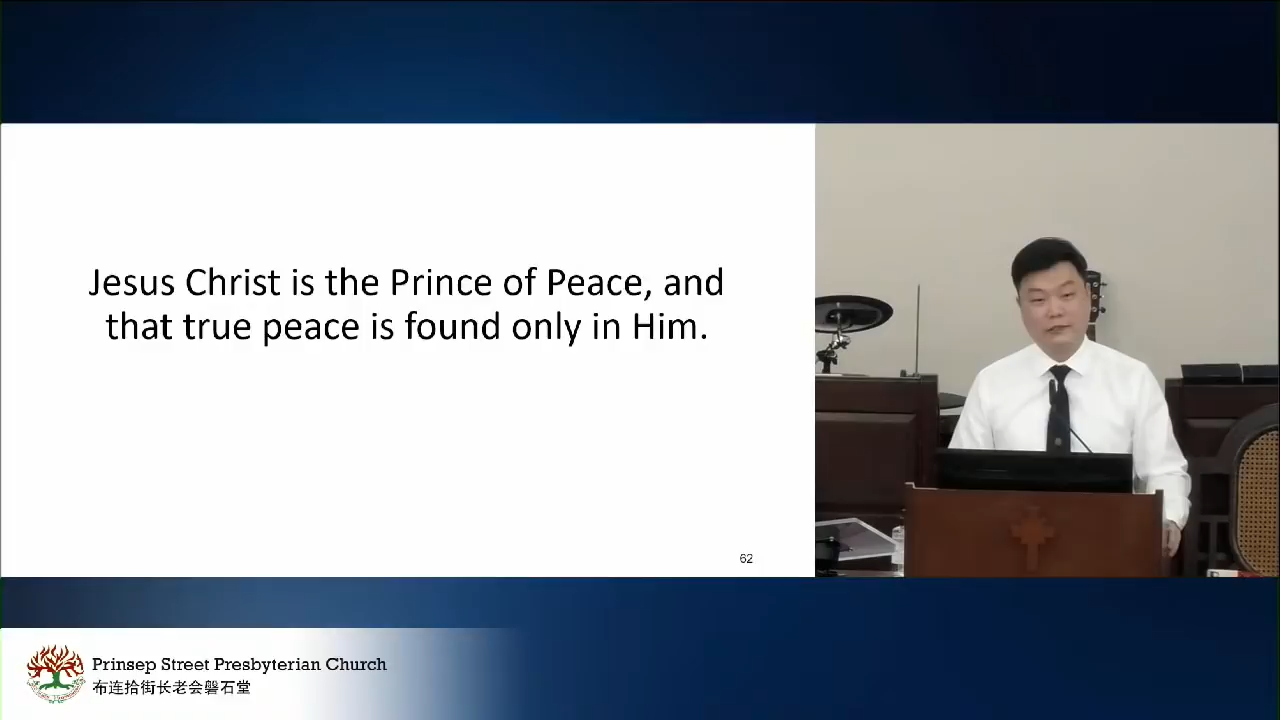 Jesus Christ is the Prince of Peace, and
that true peace is found only in Him.
62
Prinsep Street Presbyterian Church
布连拾街长老会磐石堂